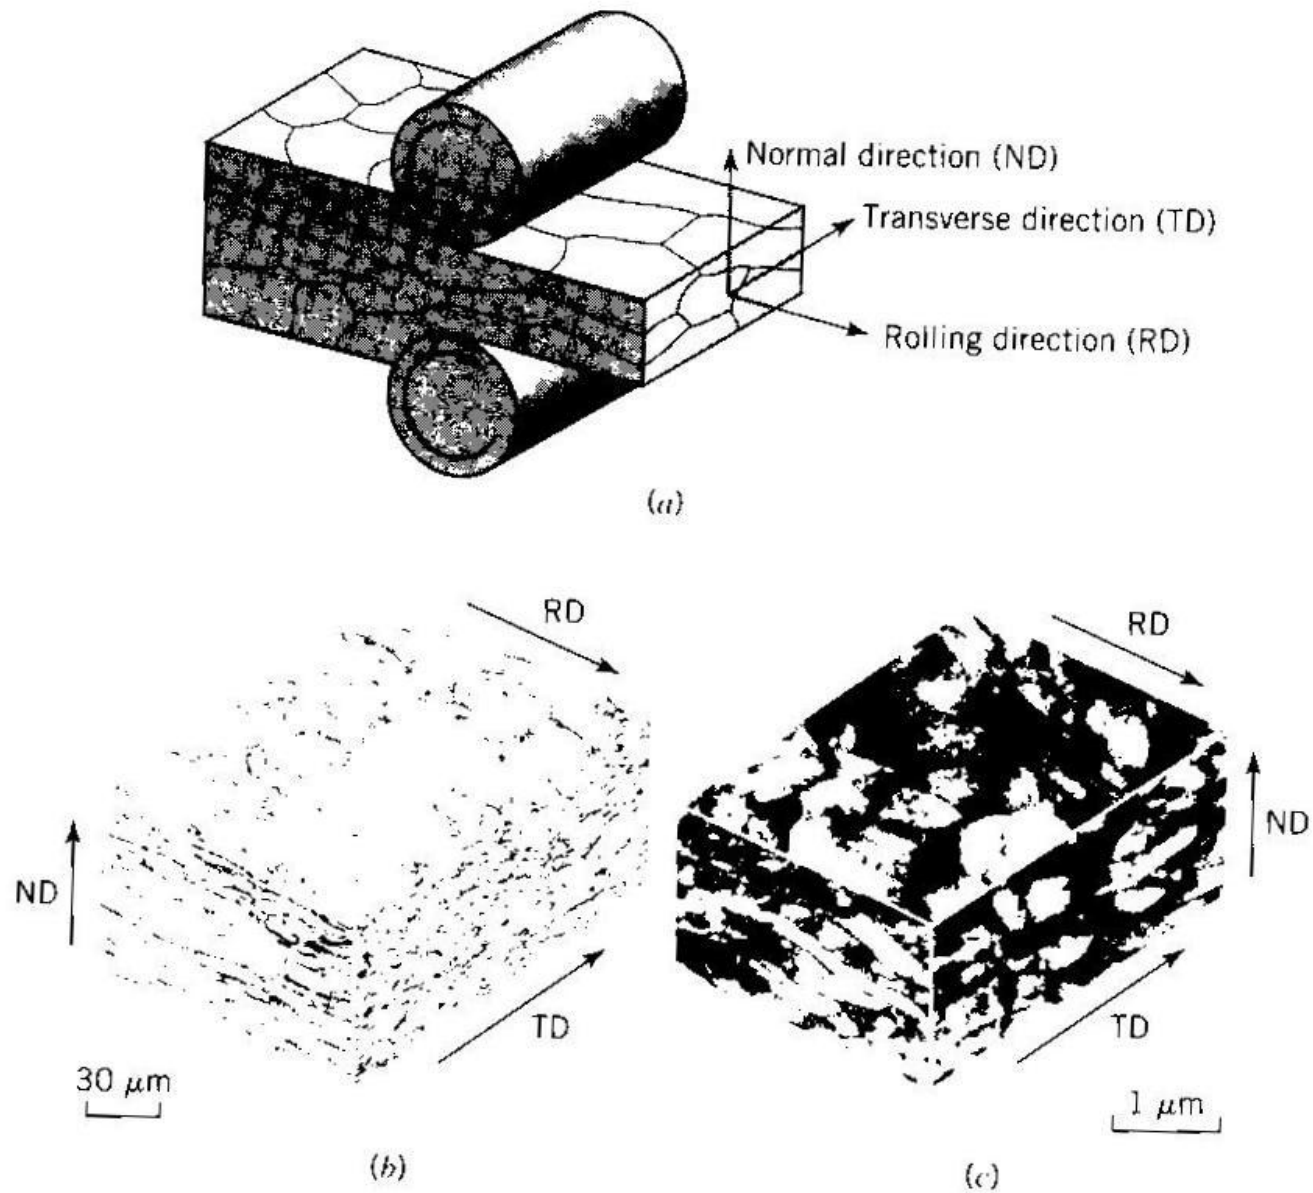 Normal direction (ND)
Transverse direction (TD)
Rolling direction (RD)
(a)
RD
ND
TD
30 μm
(b)
RD
ND
TD
1 μm
(c)